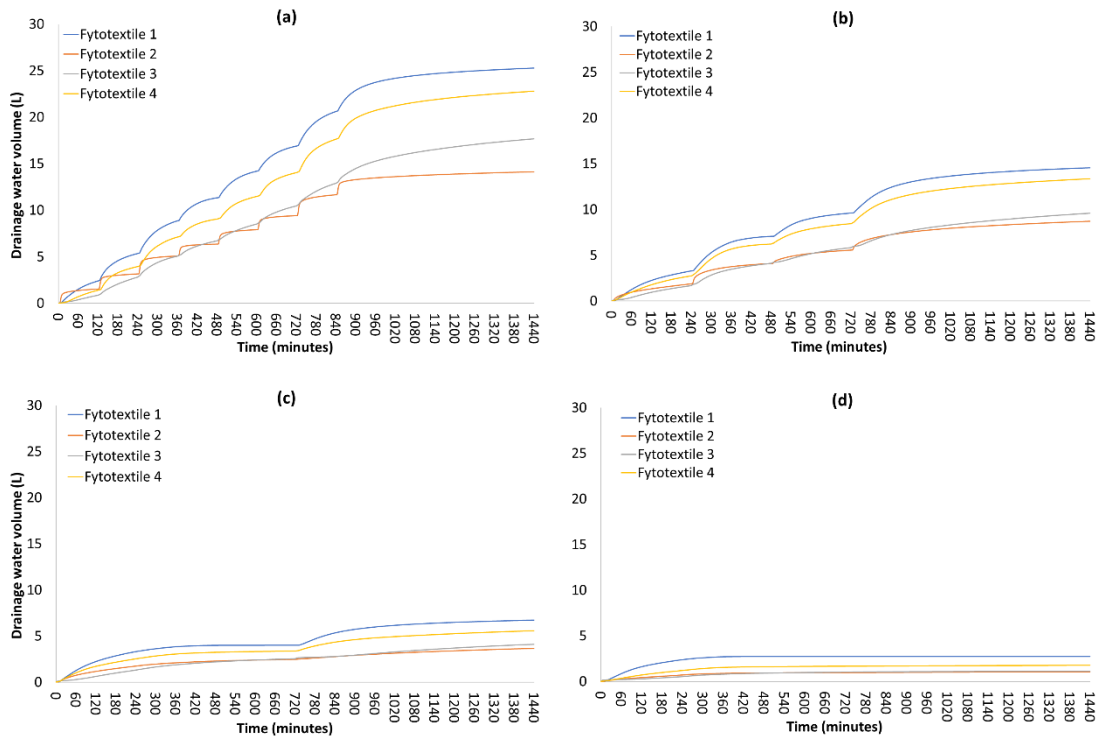 (a)
30
25
20
15
10
5
0
Drainage water volume (L)
Fytotextile 1
Fytotextile 2
Fytotextile 3
Fytotextile 4
0 60 120 180 240 300 360 420 480 540 600 660 720 780 840 900 960 1020 1080 1140 1200 1260 1320 1380 1440
Time (minutes)
(b)
30
25
20
15
10
5
0
Fytotextile 1
Fytotextile 2
Fytotextile 3
Fytotextile 4
0 60 120 180 240 300 360 420 480 540 600 660 720 780 840 900 960 1020 1080 1140 1200 1260 1320 1380 1440
Time (minutes)
(c)
30
25
20
15
10
5
0
Drainage water volume (L)
Fytotextile 1
Fytotextile 2
Fytotextile 3
Fytotextile 4
0 60 120 180 240 300 360 420 480 540 600 660 720 780 840 900 960 1020 1080 1140 1200 1260 1320 1380 1440
Time (minutes)
(d)
30
25
20
15
10
5
0
Fytotextile 1
Fytotextile 2
Fytotextile 3
Fytotextile 4
0 60 120 180 240 300 360 420 480 540 600 660 720 780 840 900 960 1020 1080 1140 1200 1260 1320 1380 1440
Time (minutes)